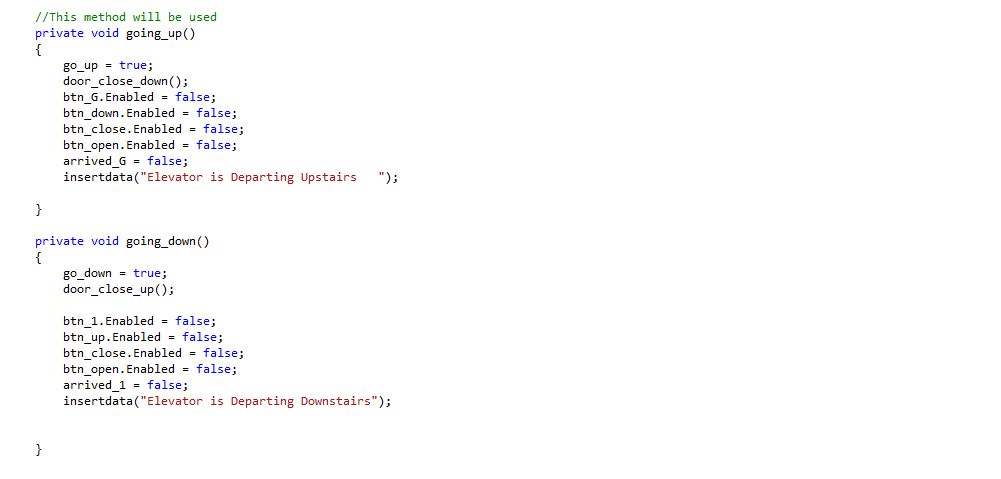 //This method will be used
private void going_up()
{
go_up = true;
door_close_down();
btn_G.Enabled = false;
btn_down.Enabled = false;
btn_close.Enabled = false;
btn_open.Enabled = false;
arrived_G = false;
insertdata("Elevator is Departing Upstairs   ");
}
private void going_down()
{
go_down = true;
door_close_up();
btn_1.Enabled = false;
btn_up.Enabled = false;
btn_close.Enabled = false;
btn_open.Enabled = false;
arrived_1 = false;
insertdata("Elevator is Departing Downstairs");
}